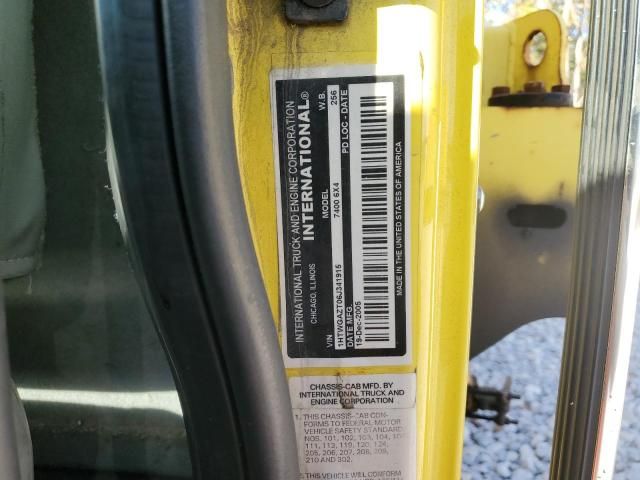 INTERNATIONAL TRUCK AND ENGINE CORPORATION
INTERNATIONAL®
CHICAGO, ILLINOIS
MODEL W.B.
7400 6X4 256
VIN PD LOC - DATE
1HTWGAZT06J341915
DATE MFG.
19-Dec-2005
MADE IN THE UNITED STATES OF AMERICA
CHASSIS-CAB MFD. BY
INTERNATIONAL TRUCK AND
ENGINE CORPORATION
1. THIS CHASSIS-CAB CON-
FORMS TO FEDERAL MOTOR
VEHICLE SAFETY STANDARD
NOS. 101, 102, 103, 104,
111, 113, 119, 120, 124,
205, 206, 207, 208, 209,
210 AND 302.
THIS VEHICLE WILL CONFORM